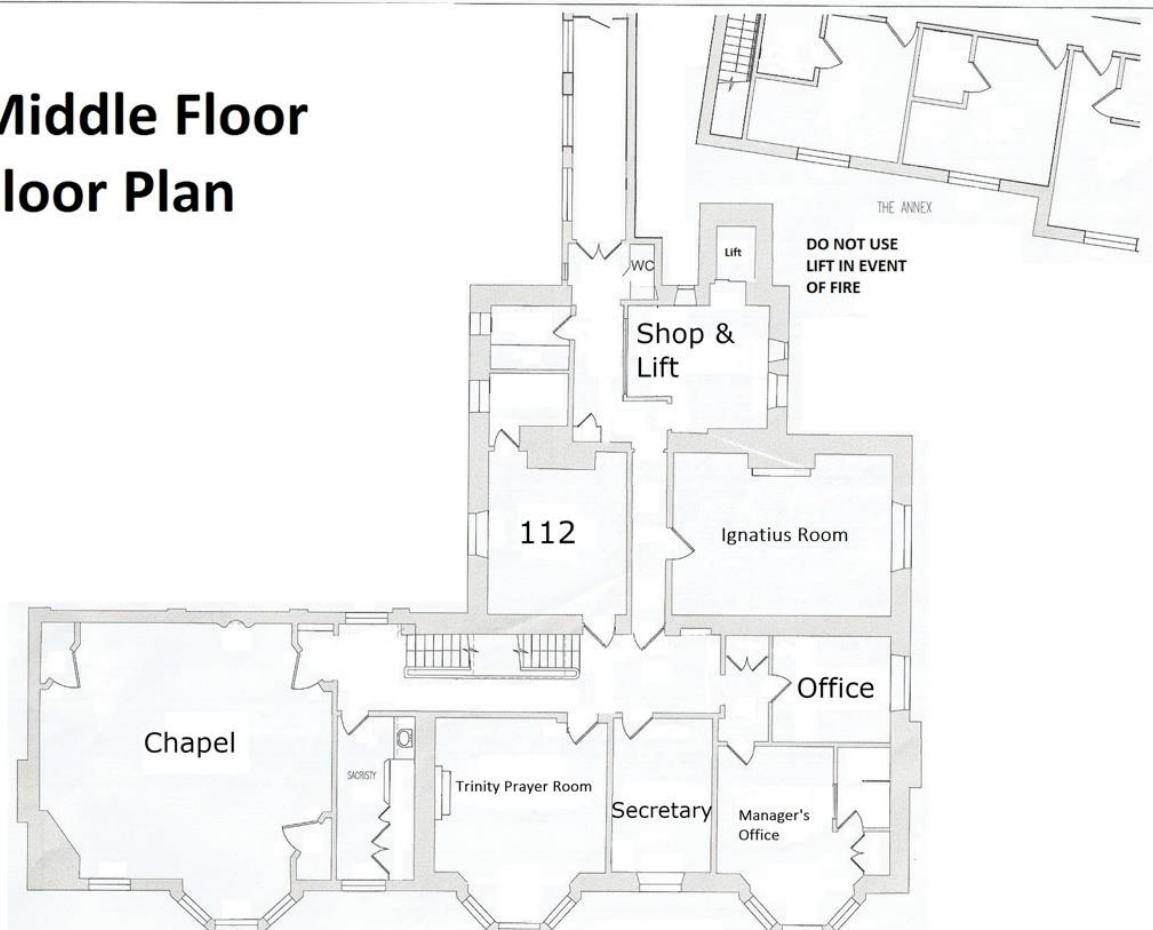 Middle Floor
loor Plan
THE ANNEX
DO NOT USE
LIFT IN EVENT
OF FIRE
Lift
WC
Shop &
Lift
112
Ignatius Room
Office
Chapel
SACRISTY
Trinity Prayer Room
Secretary
Manager's
Office